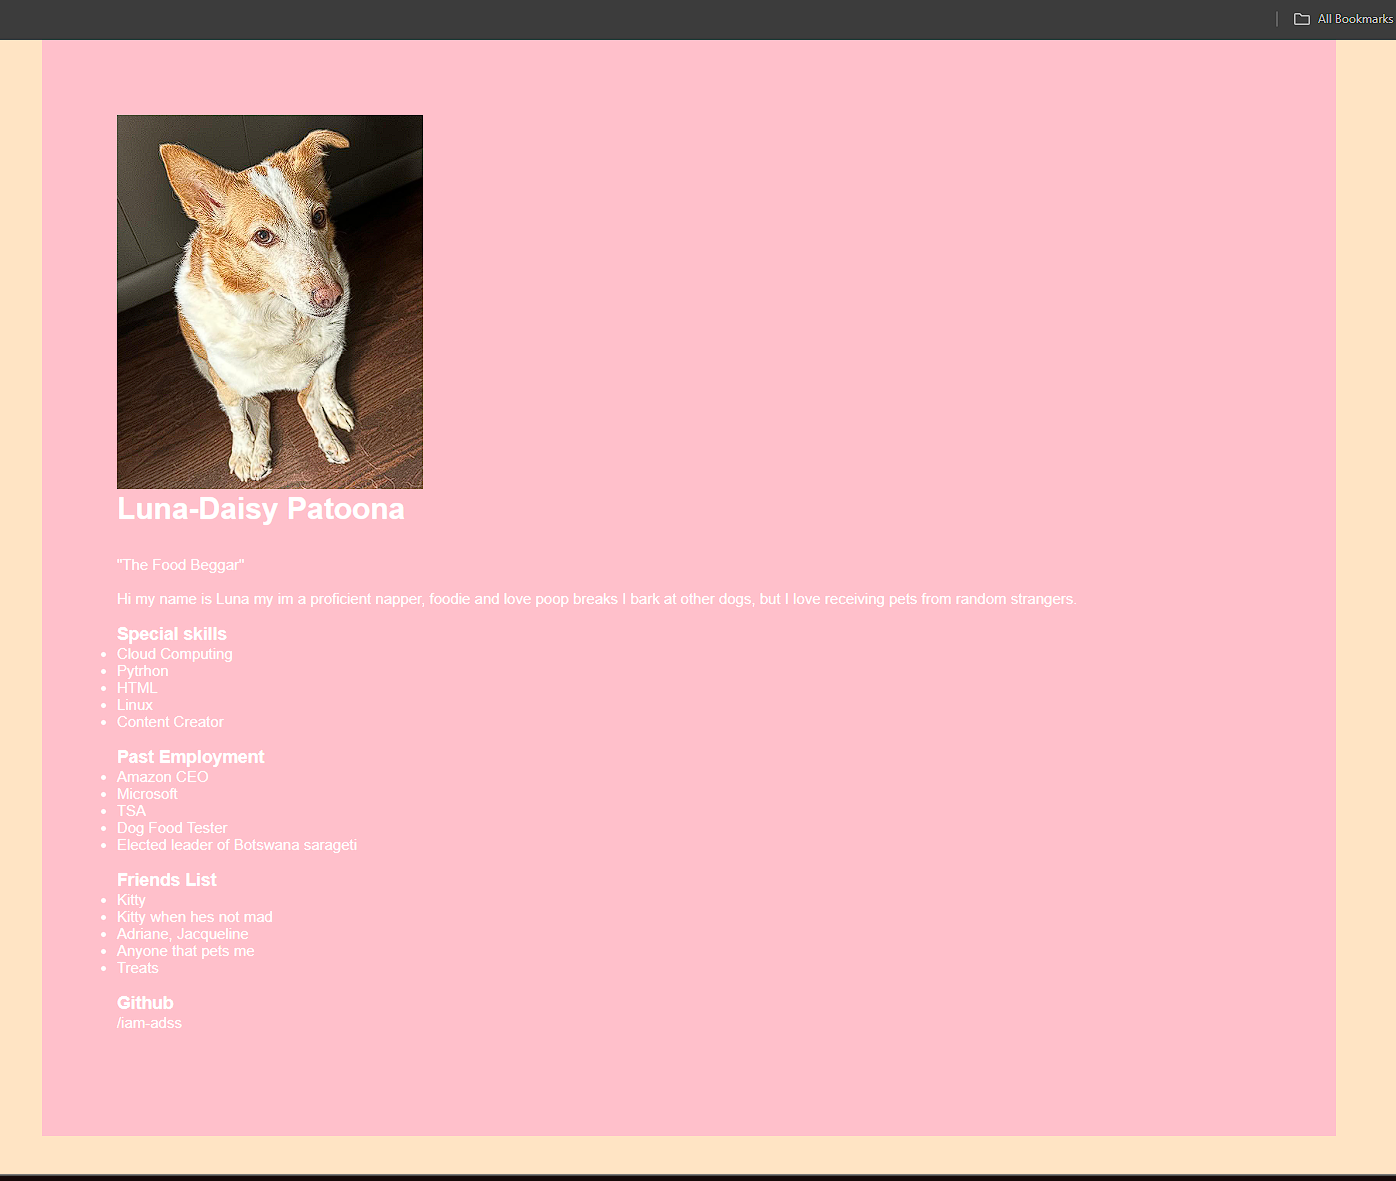 All Bookmarks
Luna-Daisy Patoona
"The Food Beggar"
Hi my name is Luna my im a proficient napper, foodie and love poop breaks I bark at other dogs, but I love receiving pets from random strangers.
Special skills
Cloud Computing
Pytrhon
HTML
Linux
Content Creator
Past Employment
Amazon CEO
Microsoft
TSA
Dog Food Tester
Elected leader of Botswana sarageti
Friends List
Kitty
Kitty when hes not mad
Adriane, Jacqueline
Anyone that pets me
Treats
Github
/iam-adss